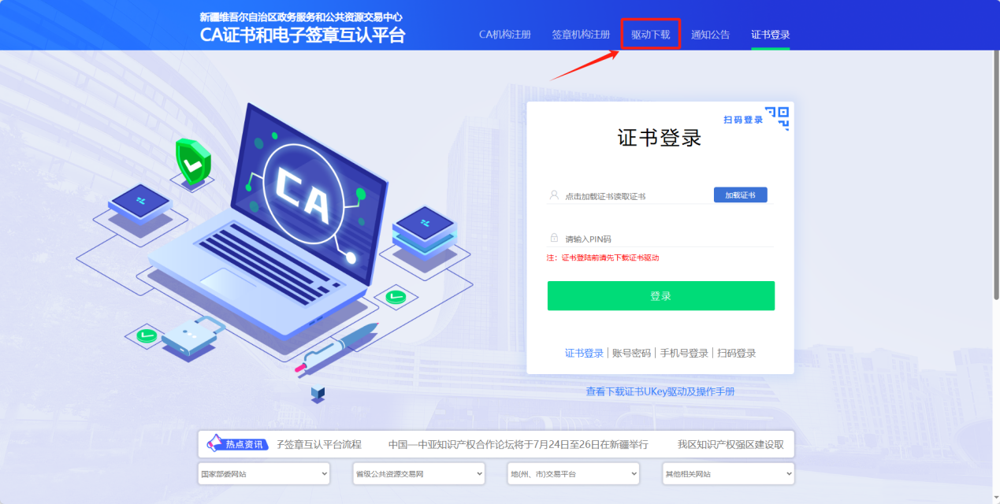 新疆维吾尔自治区政务服务和公共资源交易中心
CA证书和电子签章互认平台
CA机构注册 签章机构注册 驱动下载 通知公告 证书登录
扫码登录
证书登录
CA
点击加载证书读取证书 加载证书
请输入PIN码
注：证书登陆前请先下载证书驱动
登录
证书登录 | 账号密码 | 手机号登录 | 扫码登录
查看下载证书UKey驱动及操作手册
热点资讯 子签章互认平台流程 中国—中亚知识产权合作论坛将于7月24日至26日在新疆举行 我区知识产权强区建设取
国家部委网站 省级公共资源交易网 地(州、市)交易平台 其他相关网站